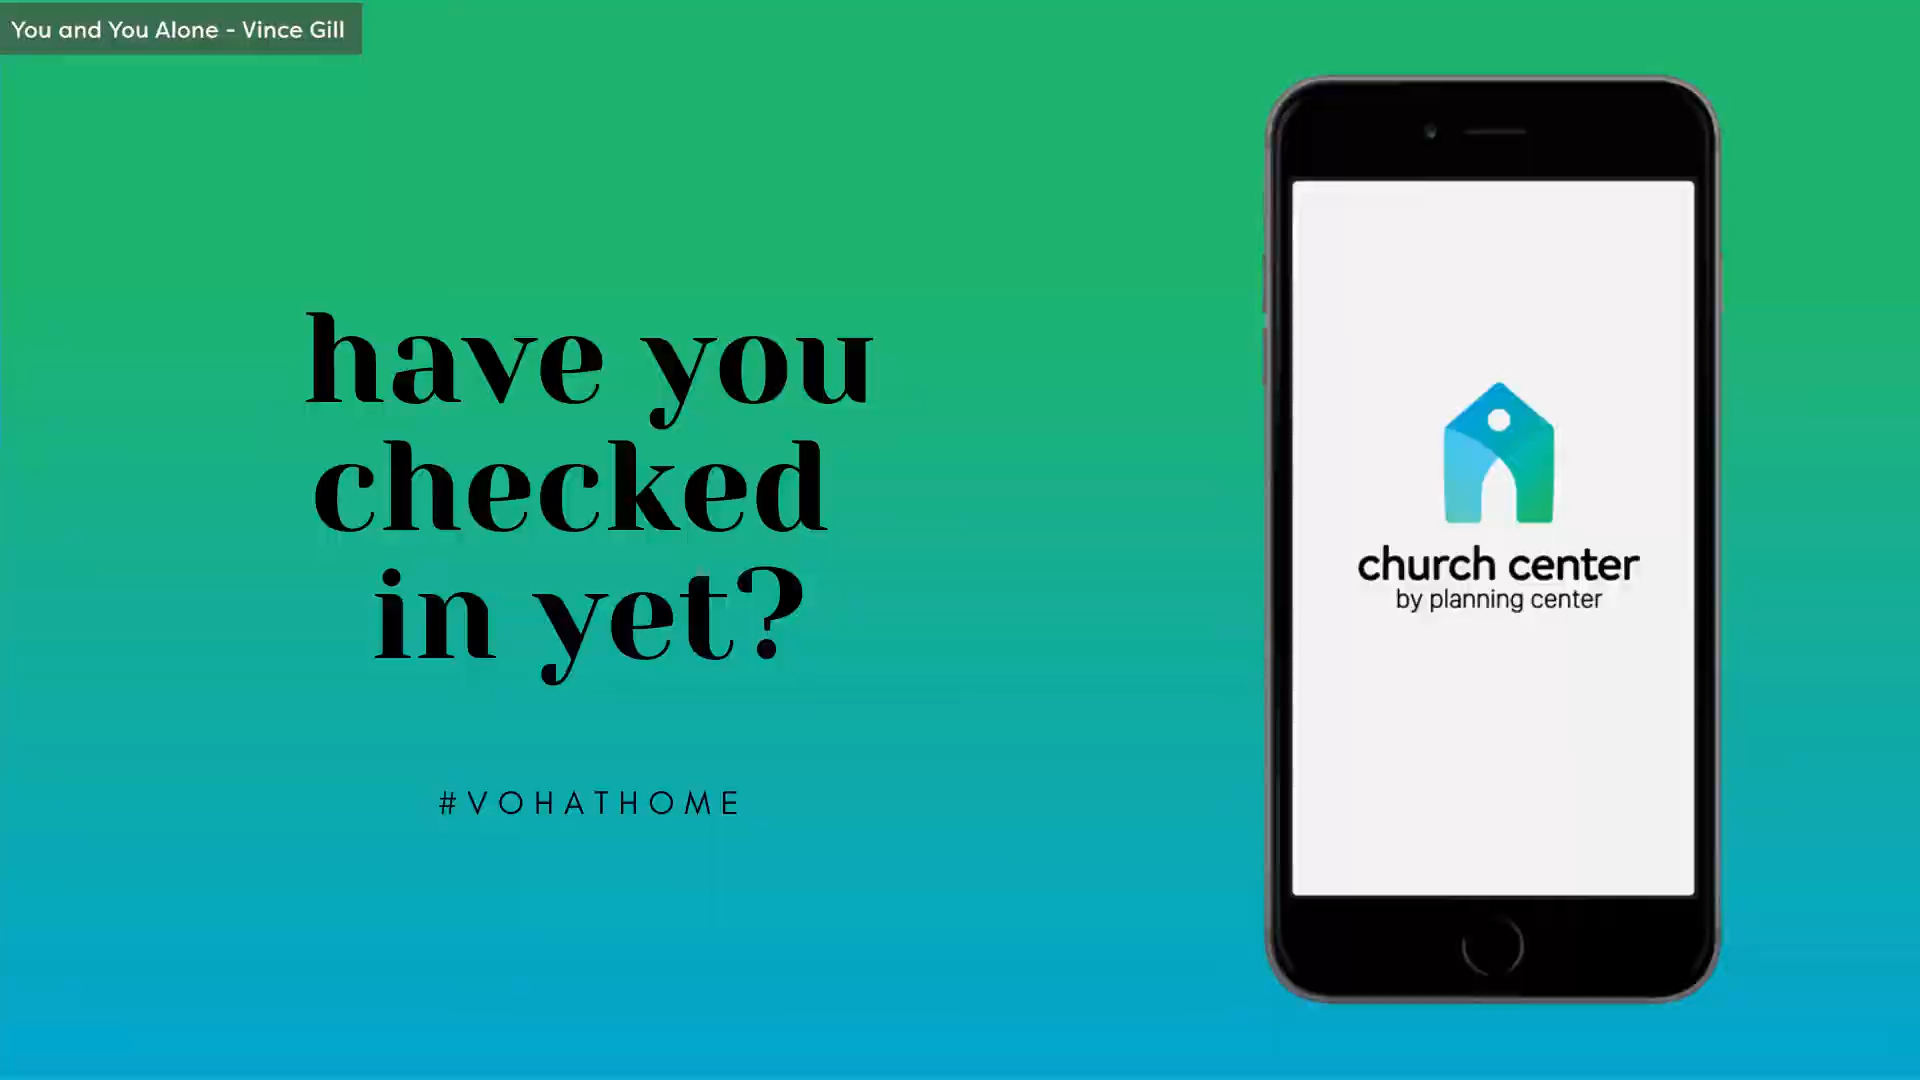 You and You Alone - Vince Gill
have you
checked
in yet?
#VOHATHOME
church center
by planning center